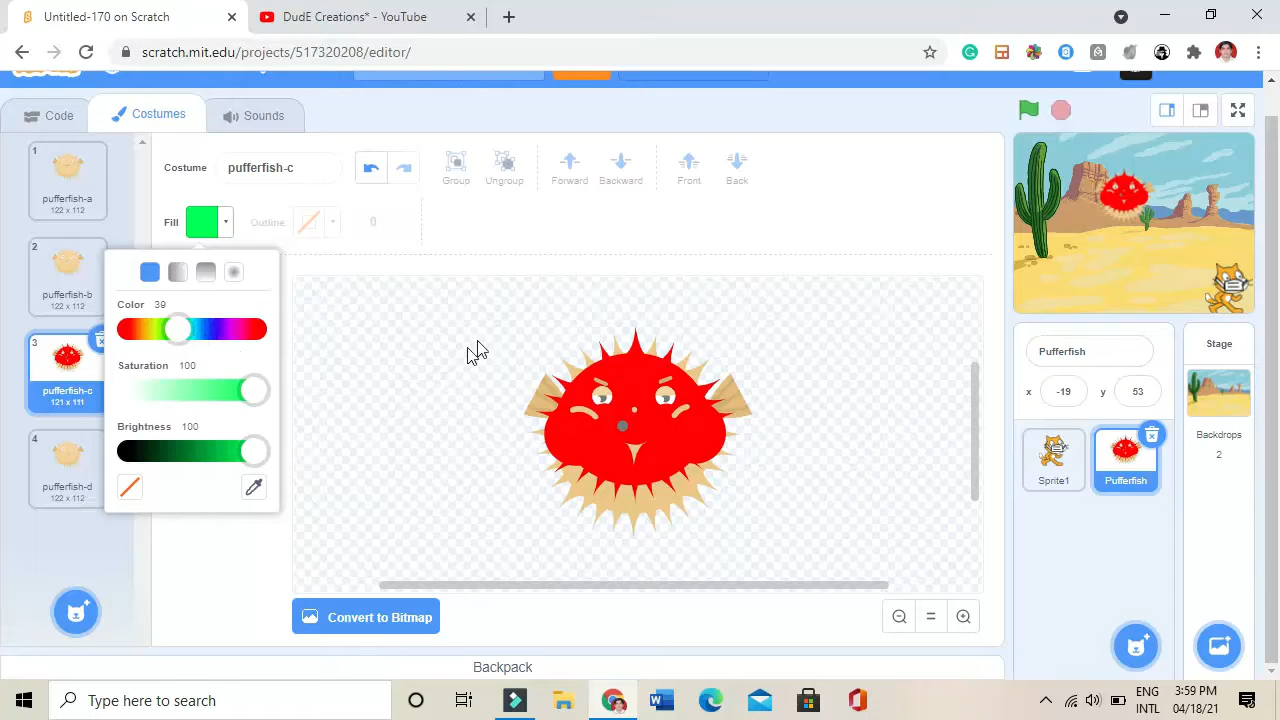 Untitled-170 on Scratch
DudE Creations* - YouTube
scratch.mit.edu/projects/517320208/editor/
Code
Costumes
Sounds
1
pufferfish-a
122 x 112
2
pufferfish-b
122 x 112
3
pufferfish-c
121 x 111
4
pufferfish-d
122 x 112
Costume
pufferfish-c
Group
Ungroup
Forward
Backward
Front
Back
Fill
Outline
0
Color 39
Saturation 100
Brightness 100
Convert to Bitmap
Pufferfish
x -19 y 53
Sprite1
Pufferfish
Stage
Backdrops
2
Backpack
Type here to search
ENG
INTL
3:59 PM
04/18/21